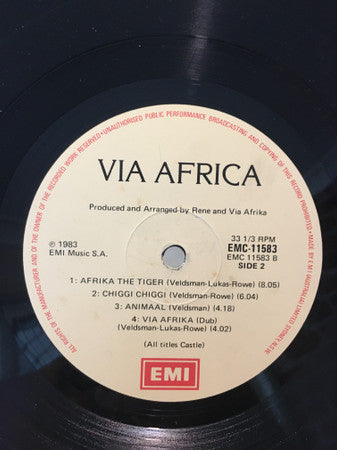 UNAUTHORISED PUBLIC PERFORMANCE BROADCASTING AND COPYING OF THIS RECORD PROHIBITED • MADE BY E.M.I (AUSTRALIA) LIMITED SYDNEY N.S.W. ALL RIGHTS OF THE MANUFACTURER AND OF THE OWNER OF THE RECORDED WORK RESERVED •
VIA AFRICA
Produced and Arranged by Rene and Via Afrika
℗ 1983
EMI Music S.A.
33 1/3 RPM
EMC-11583
EMC 11583 B
SIDE 2
1: AFRIKA THE TIGER (Veldsman-Lukas-Rowe) (8.05)
2: CHIGGI CHIGGI (Veldsman-Lukas-Rowe) (6.04)
3: ANIMAAL (Veldsman) (4.18)
4: VIA AFRIKA (Dub)
(Veldsman-Lukas-Rowe) (4.02)
(All titles Castle)
EMI